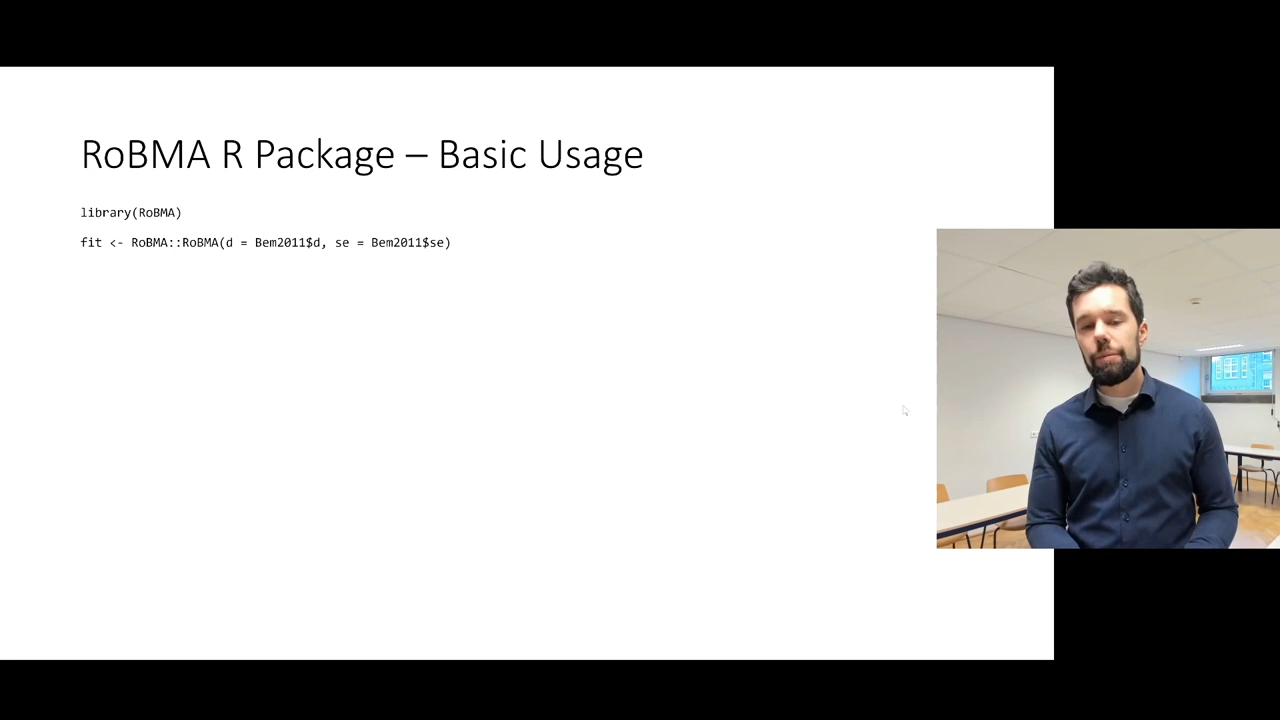 RoBMA R Package – Basic Usage
library(RoBMA)
fit <- RoBMA::RoBMA(d = Bem2011$d, se = Bem2011$se)